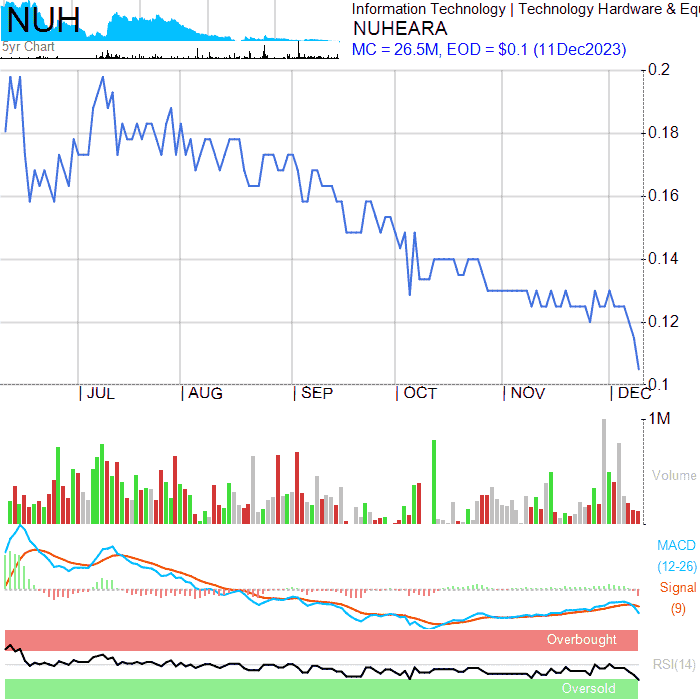 NUH
5yr Chart
Information Technology | Technology Hardware & Equ
NUHEARA
MC = 26.5M, EOD = $0.1 (11Dec2023)
0.2
0.18
0.16
0.14
0.12
0.1
JUL
AUG
SEP
OCT
NOV
DEC
1M
Volume
MACD
(12-26)
Signal
(9)
Overbought
RSI(14)
Oversold